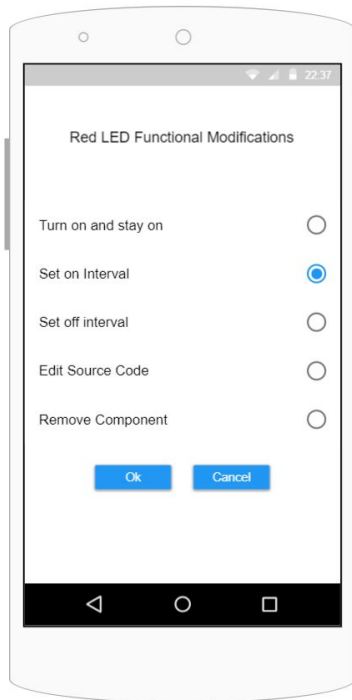 22:37
Red LED Functional Modifications
Turn on and stay on
Set on Interval
Set off interval
Edit Source Code
Remove Component
Ok Cancel